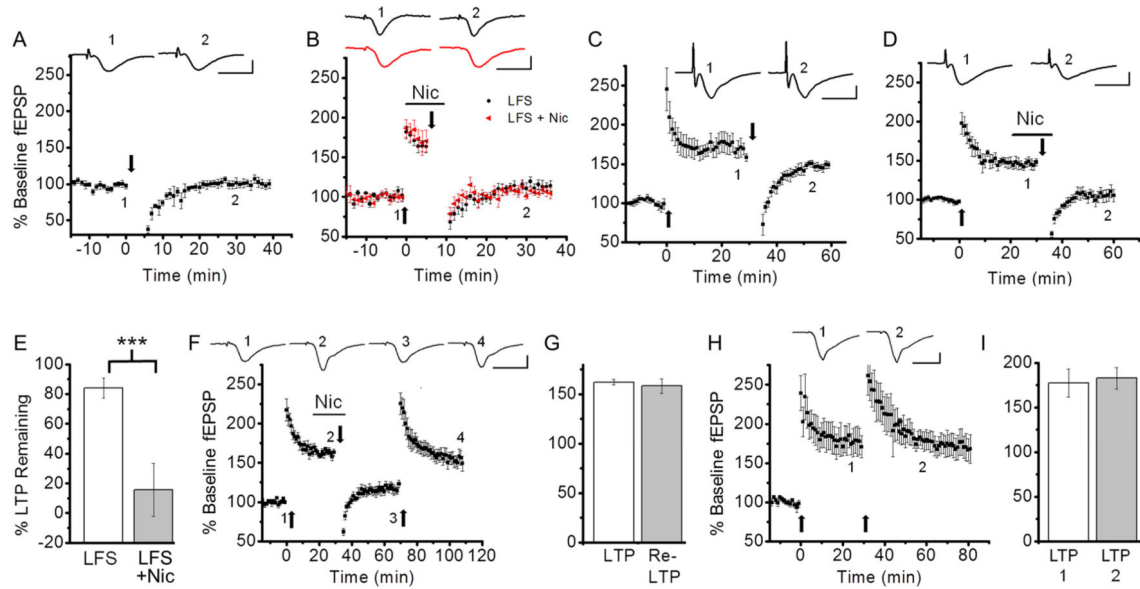 A
1 2
% Baseline fEPSP
250
200
150
100
50
1 2
-10 0 10 20 30 40
Time (min)
B
1 2
250
200
150
100
50
Nic
LFS
LFS + Nic
1 2
-10 0 10 20 30 40
Time (min)
C
1 2
250
200
150
100
50
1
2
0 20 40 60
Time (min)
D
1 2
250
200
150
100
50
Nic
1
2
0 20 40 60
Time (min)
E
***
% LTP Remaining
100
80
60
40
20
0
-20
LFS LFS
+Nic
F
1 2 3 4
% Baseline fEPSP
250
200
150
100
50
Nic
2 4
1 3
0 20 40 60 80 100 120
Time (min)
G
150
100
50
0
LTP Re-
LTP
H
1 2
% Baseline fEPSP
250
200
150
100
50
1 2
0 20 40 60 80
Time (min)
I
200
150
100
50
0
LTP LTP
1 2